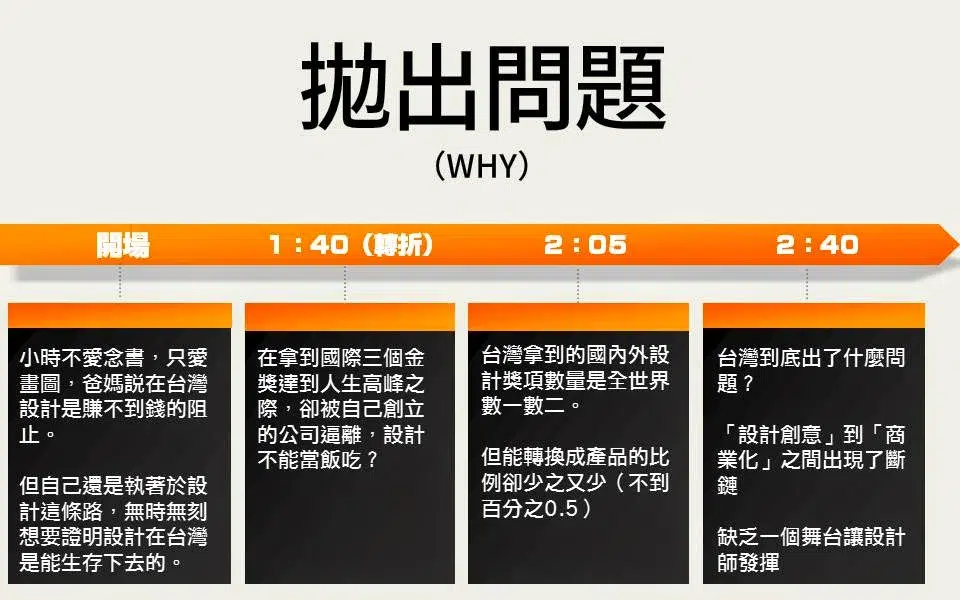 拋出問題
（WHY）
開場
1：40（轉折）
2：05
2：40
小時不愛念書，只愛
畫圖，爸媽說在台灣
設計是賺不到錢的阻
止。
但自己還是執著於設
計這條路，無時無刻
想要證明設計在台灣
是能生存下去的。
在拿到國際三個金
獎達到人生高峰之
際，卻被自己創立
的公司逼離，設計
不能當飯吃？
台灣拿到的國內外設
計獎項數量是全世界
數一數二。
但能轉換成產品的比
例卻少之又少（不到
百分之0.5）
台灣到底出了什麼問
題？
「設計創意」到「商
業化」之間出現了斷
鏈
缺乏一個舞台讓設計
師發揮